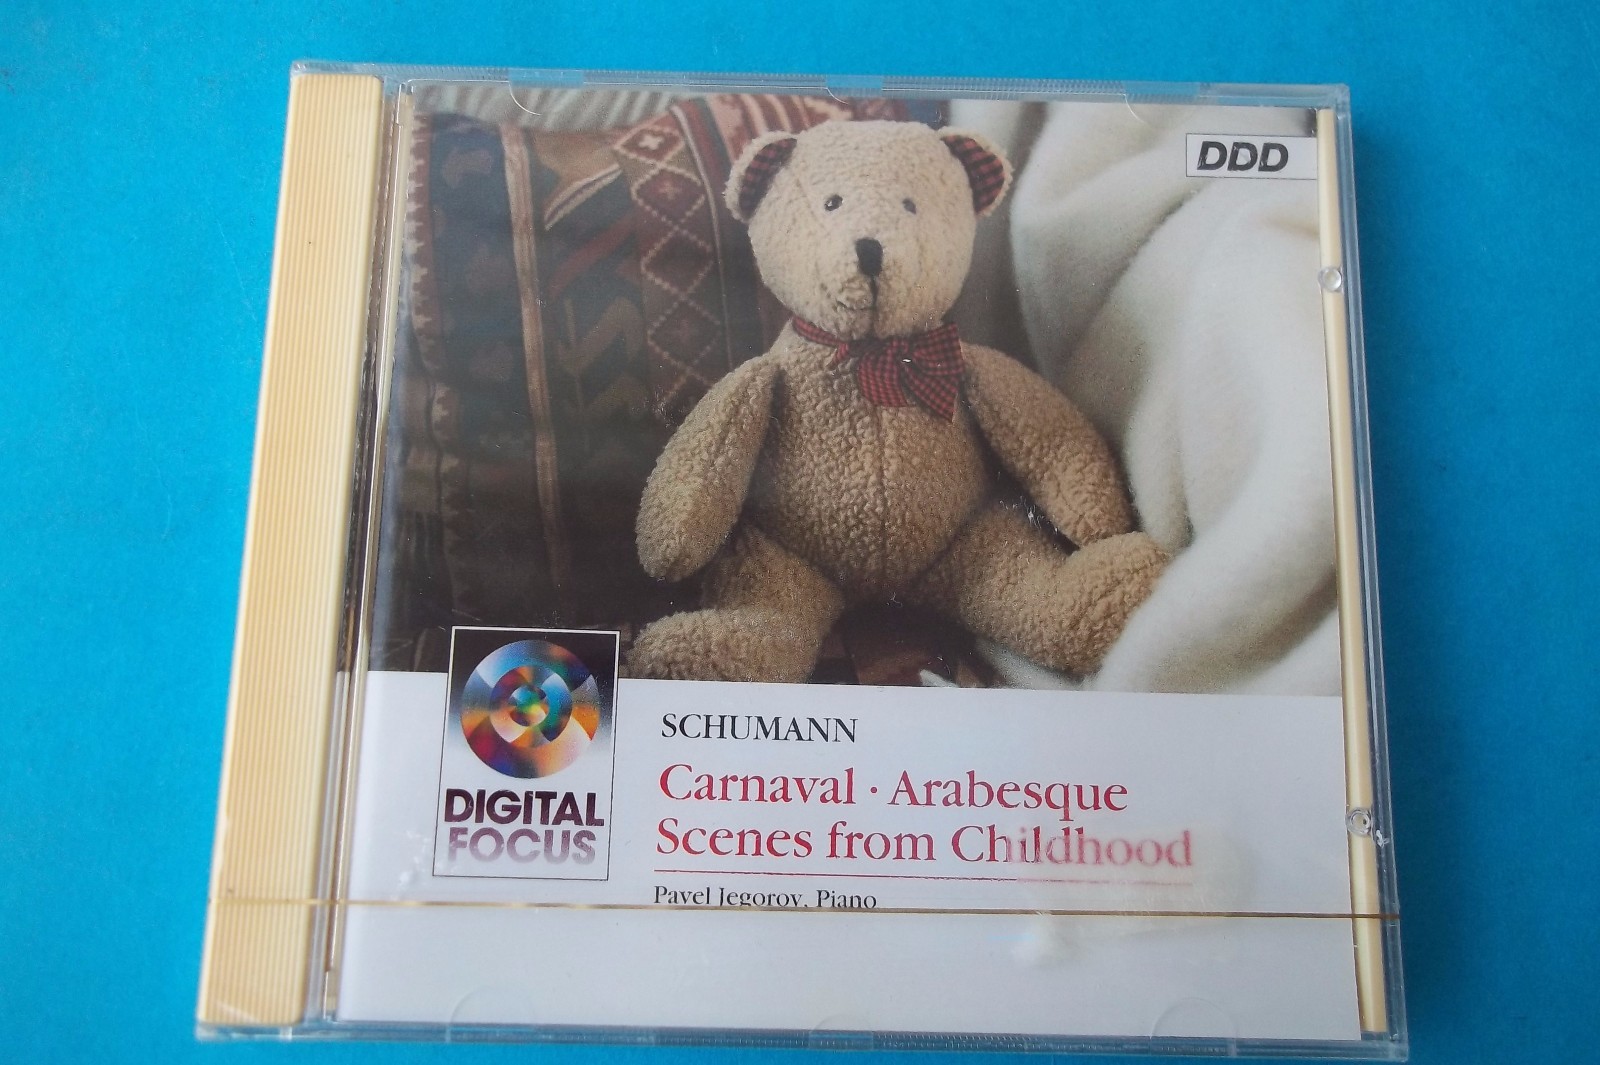 DDD
SCHUMANN
Carnaval · Arabesque
Scenes from Childhood
Pavel Jegorov, Piano
DIGITAL
FOCUS